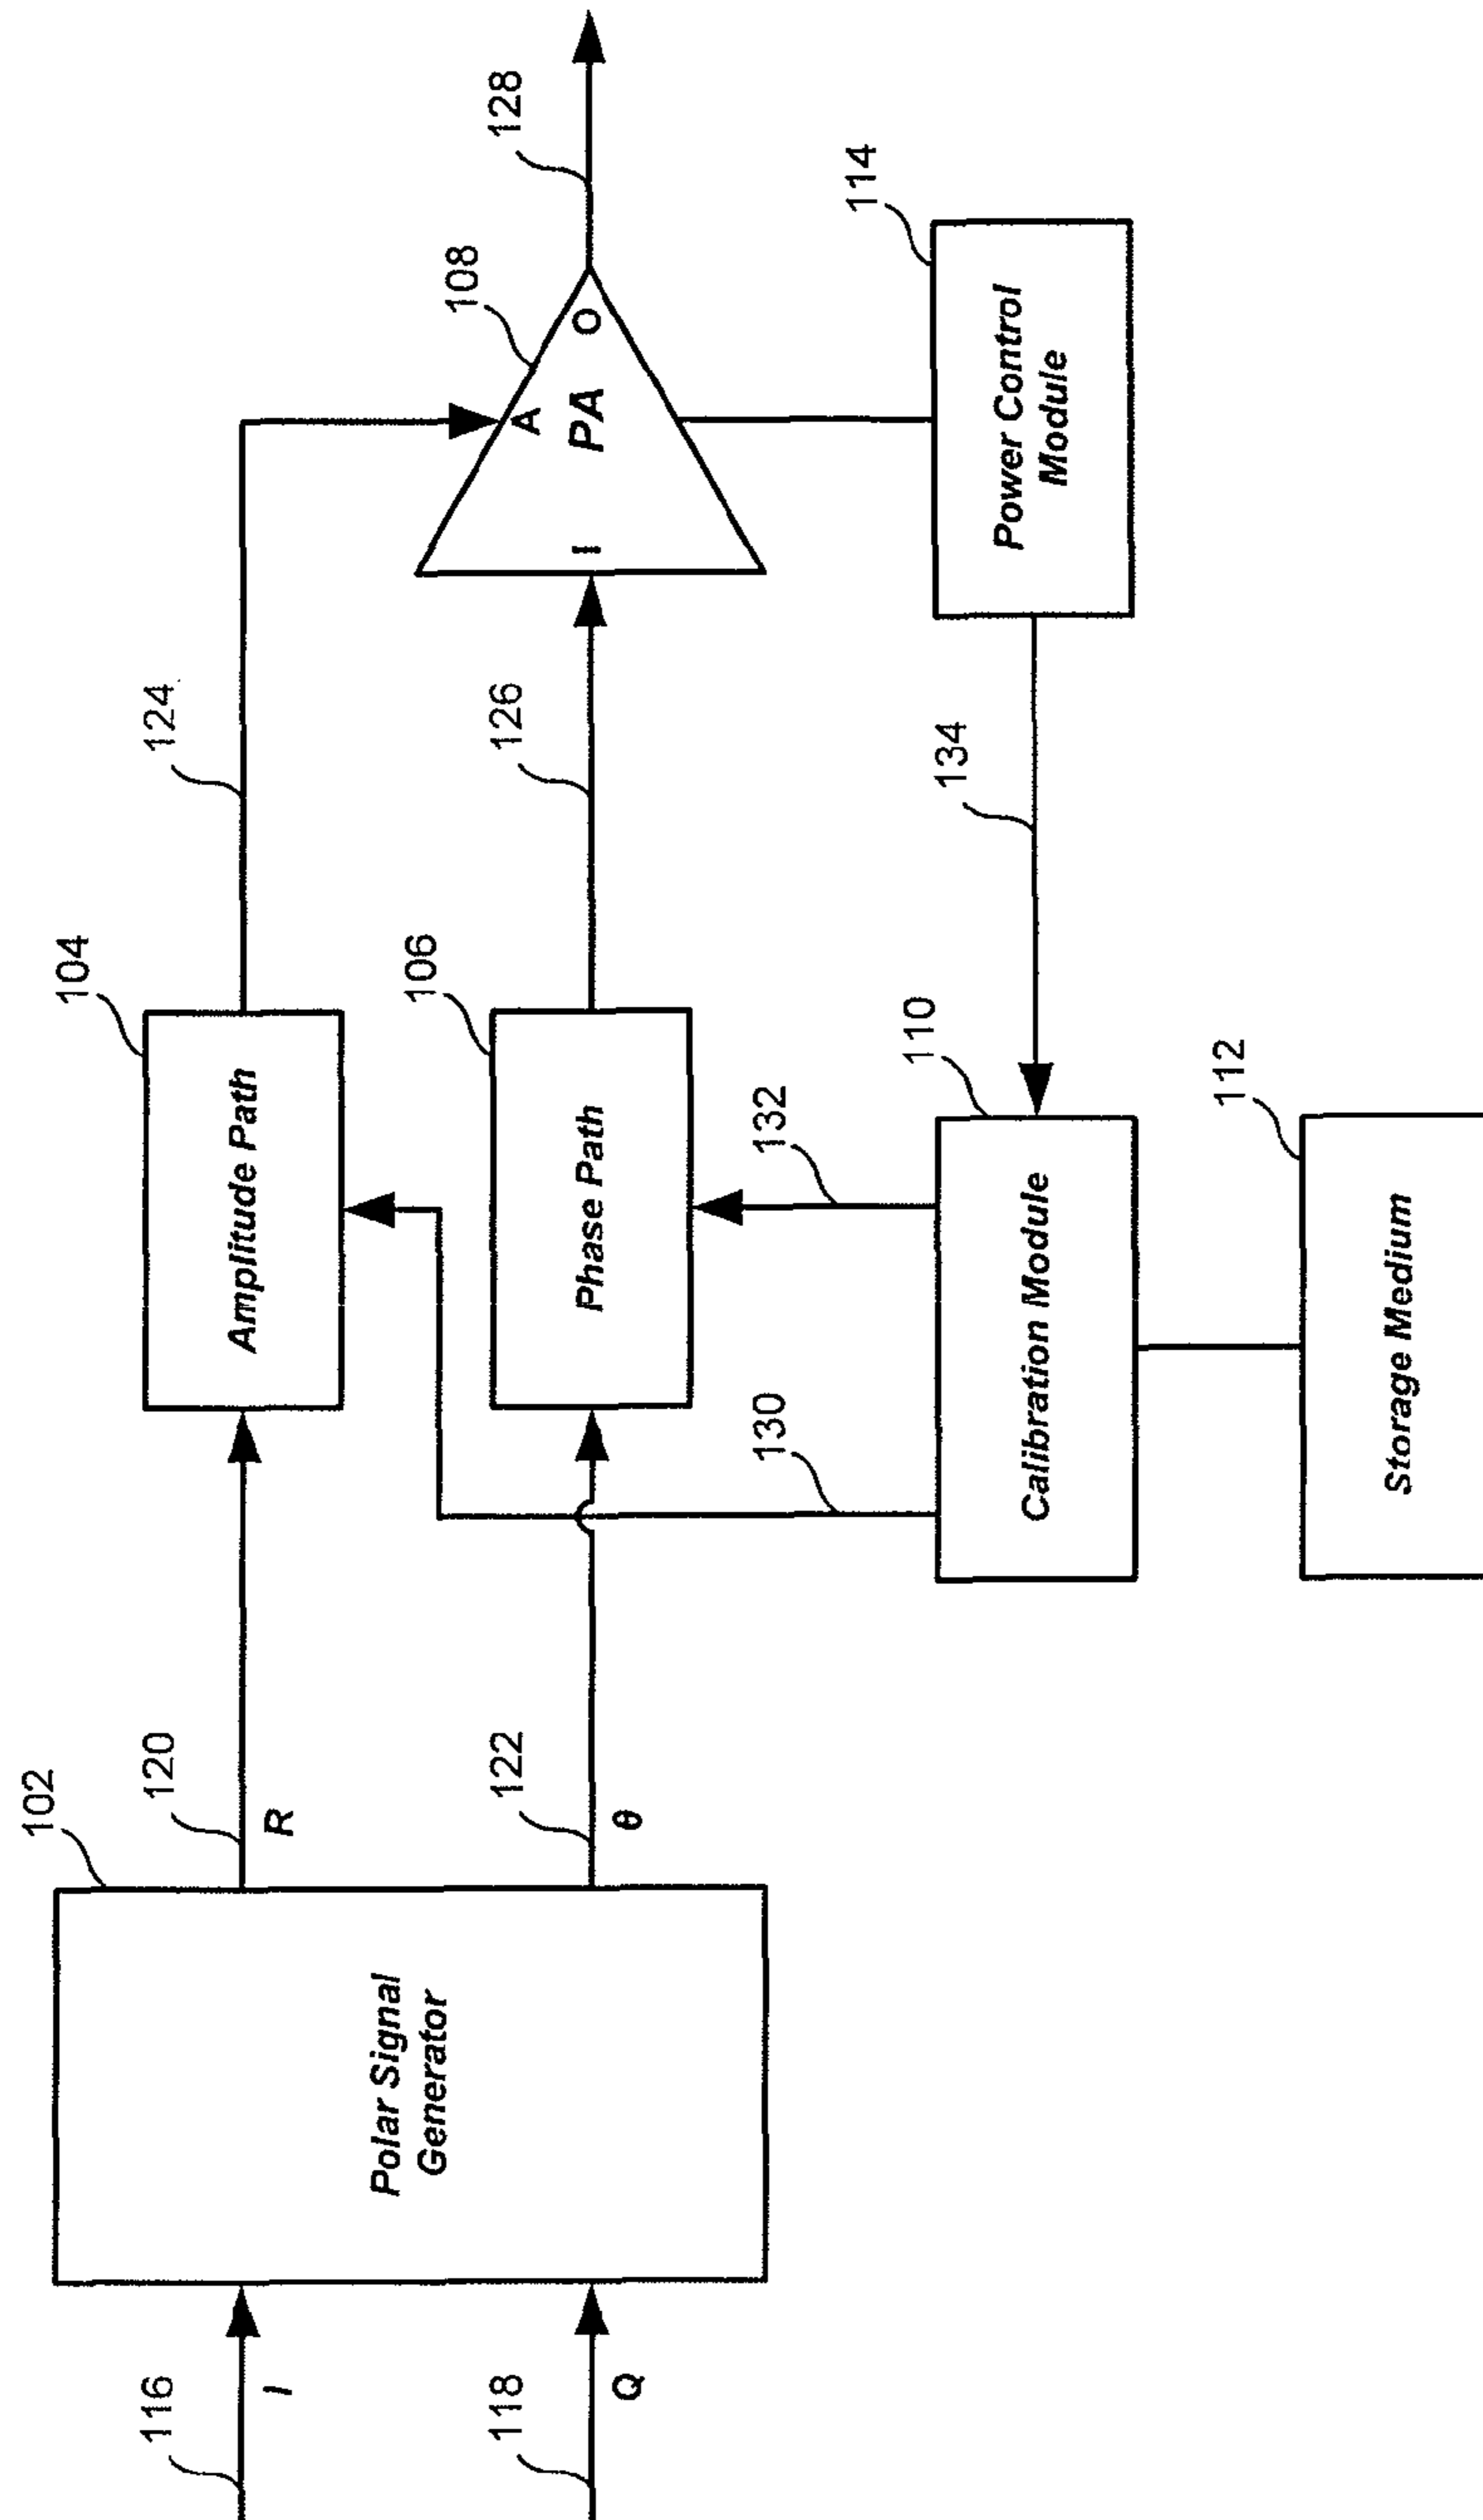 102
104
124
108
128
116
I
Polar Signal
Generator
120
R
Amplitude Path
106
126
A
I
PA
O
118
Q
122
θ
Phase Path
130
132
110
134
114
Calibration Module
Power Control
Module
112
Storage Medium